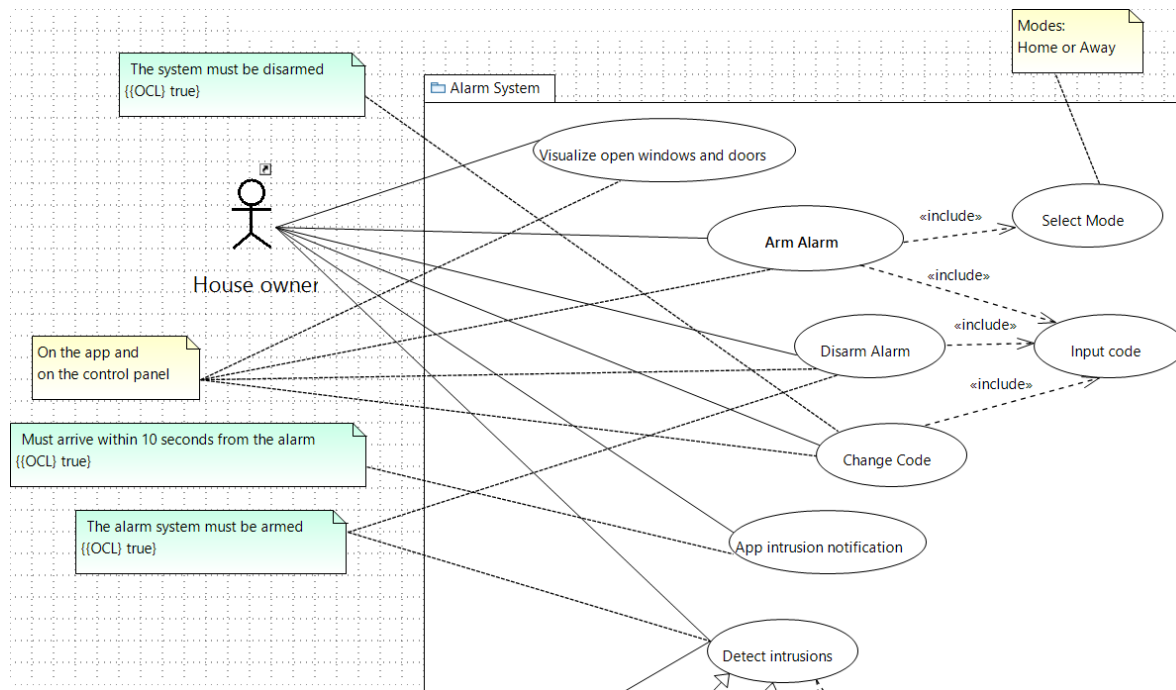 Modes:
Home or Away
The system must be disarmed
{{OCL} true}
Alarm System
Visualize open windows and doors
«include»
Select Mode
Arm Alarm
House owner
«include»
«include»
On the app and
on the control panel
Disarm Alarm
Input code
«include»
Must arrive within 10 seconds from the alarm
{{OCL} true}
Change Code
The alarm system must be armed
{{OCL} true}
App intrusion notification
Detect intrusions